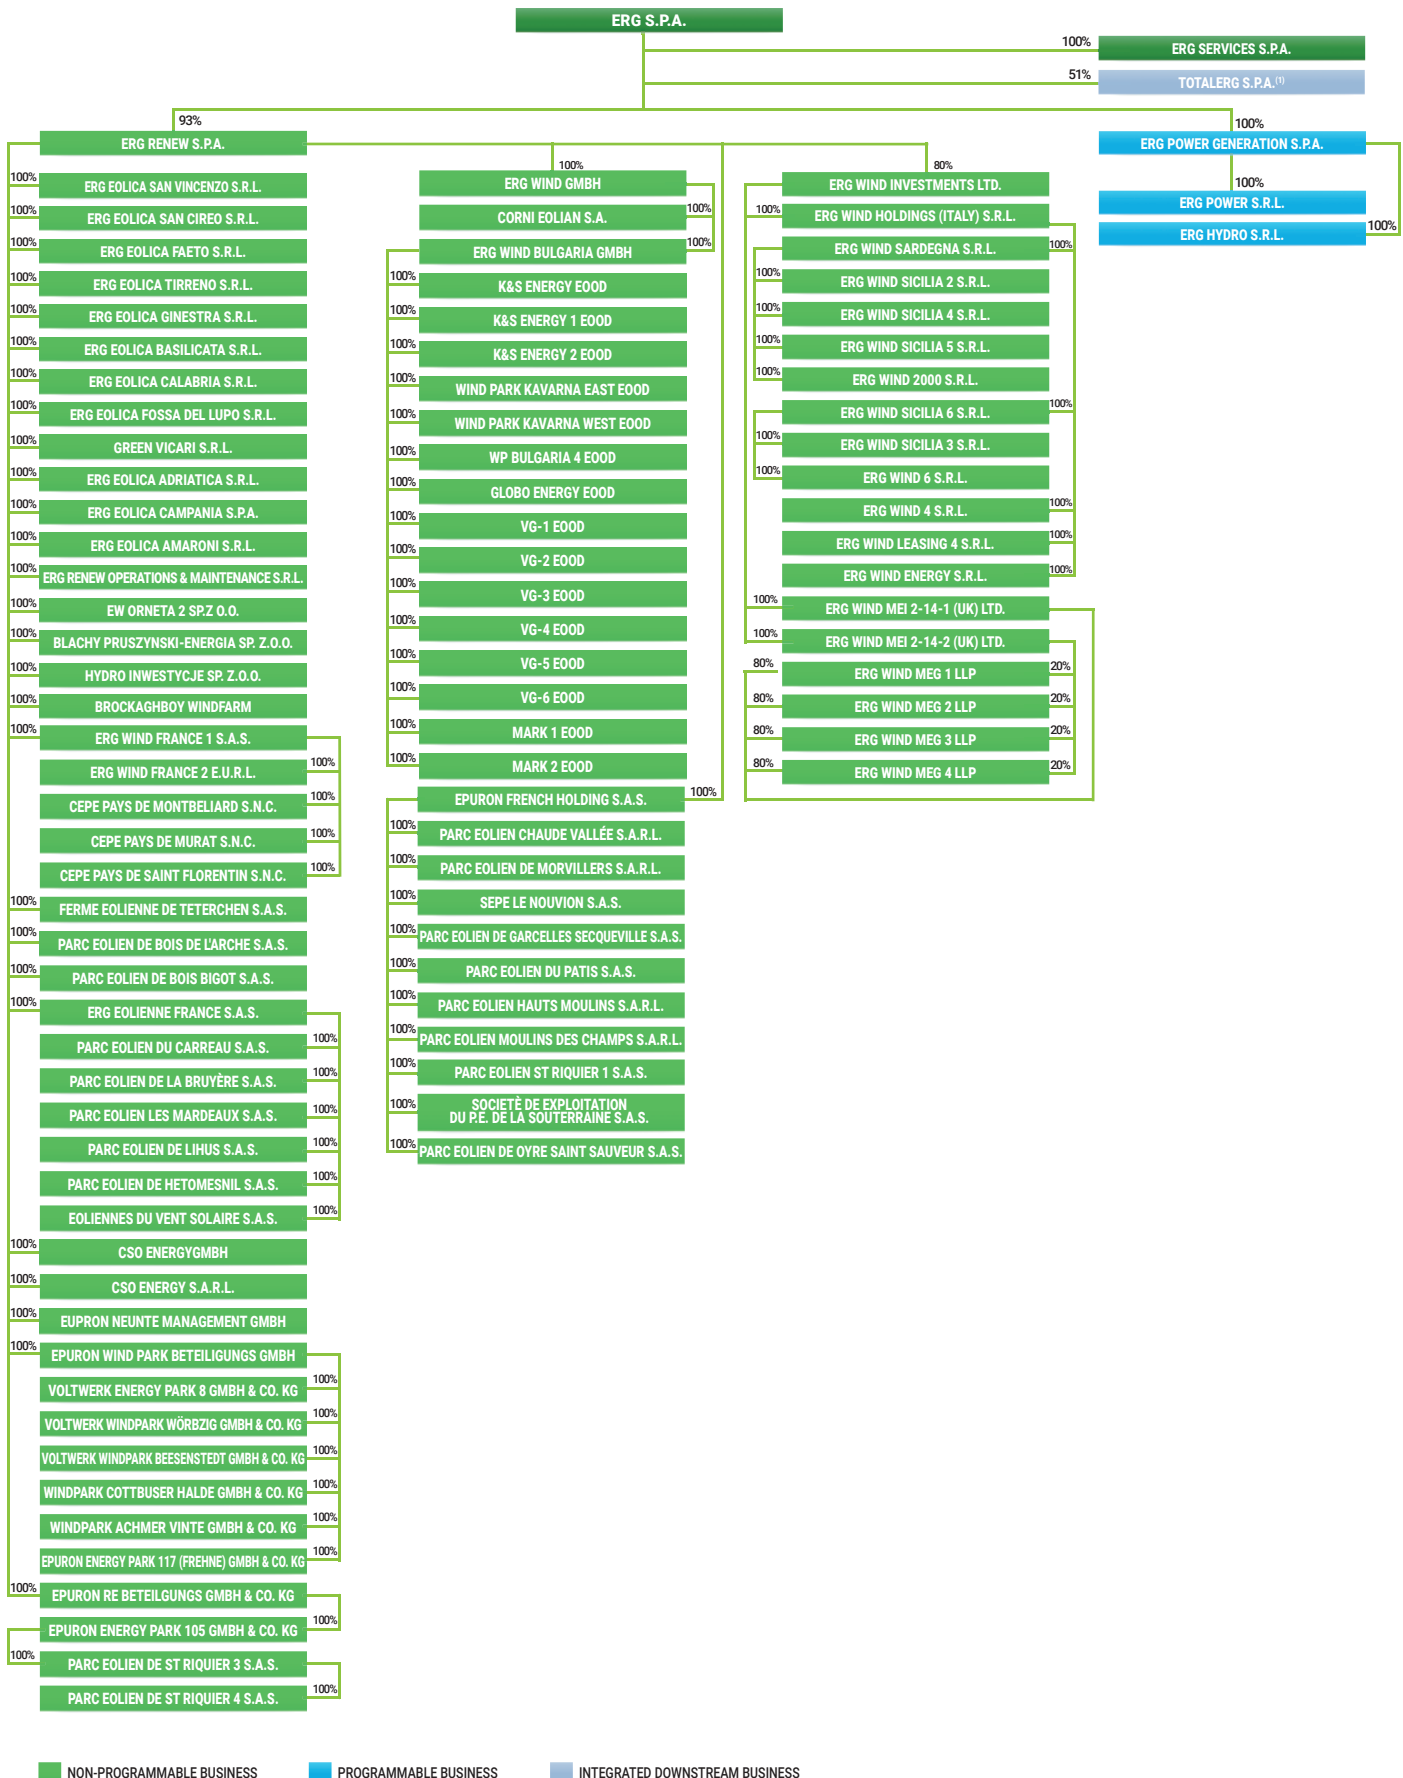 ERG S.P.A.
100%
ERG SERVICES S.P.A.
51%
TOTALERG S.P.A.(1)
93%
ERG RENEW S.P.A.
100%
ERG EOLICA SAN VINCENZO S.R.L.
100%
ERG EOLICA SAN CIREO S.R.L.
100%
ERG EOLICA FAETO S.R.L.
100%
ERG EOLICA TIRRENO S.R.L.
100%
ERG EOLICA GINESTRA S.R.L.
100%
ERG EOLICA BASILICATA S.R.L.
100%
ERG EOLICA CALABRIA S.R.L.
100%
ERG EOLICA FOSSA DEL LUPO S.R.L.
100%
GREEN VICARI S.R.L.
100%
ERG EOLICA ADRIATICA S.R.L.
100%
ERG EOLICA CAMPANIA S.P.A.
100%
ERG EOLICA AMARONI S.R.L.
100%
ERG RENEW OPERATIONS & MAINTENANCE S.R.L.
100%
EW ORNETA 2 SP.Z O.O.
100%
BLACHY PRUSZYNSKI-ENERGIA SP. Z.O.O.
100%
HYDRO INWESTYCJE SP. Z.O.O.
100%
BROCKAGHBOY WINDFARM
100%
ERG WIND FRANCE 1 S.A.S.
100%
ERG WIND FRANCE 2 E.U.R.L.
100%
CEPE PAYS DE MONTBELIARD S.N.C.
100%
CEPE PAYS DE MURAT S.N.C.
100%
CEPE PAYS DE SAINT FLORENTIN S.N.C.
100%
FERME EOLIENNE DE TETERCHEN S.A.S.
100%
PARC EOLIEN DE BOIS DE L'ARCHE S.A.S.
100%
PARC EOLIEN DE BOIS BIGOT S.A.S.
100%
ERG EOLIENNE FRANCE S.A.S.
100%
PARC EOLIEN DU CARREAU S.A.S.
100%
PARC EOLIEN DE LA BRUYÈRE S.A.S.
100%
PARC EOLIEN LES MARDEAUX S.A.S.
100%
PARC EOLIEN DE LIHUS S.A.S.
100%
PARC EOLIEN DE HETOMESNIL S.A.S.
100%
EOLIENNES DU VENT SOLAIRE S.A.S.
100%
CSO ENERGYGMBH
100%
CSO ENERGY S.A.R.L.
100%
EUPRON NEUNTE MANAGEMENT GMBH
100%
EPURON WIND PARK BETEILIGUNGS GMBH
100%
VOLTWERK ENERGY PARK 8 GMBH & CO. KG
100%
VOLTWERK WINDPARK WÖRBZIG GMBH & CO. KG
100%
VOLTWERK WINDPARK BEESENSTEDT GMBH & CO. KG
100%
WINDPARK COTTBUSER HALDE GMBH & CO. KG
100%
WINDPARK ACHMER VINTE GMBH & CO. KG
100%
EPURON ENERGY PARK 117 (FREHNE) GMBH & CO. KG
100%
EPURON RE BETEILGUNGS GMBH & CO. KG
100%
EPURON ENERGY PARK 105 GMBH & CO. KG
100%
PARC EOLIEN DE ST RIQUIER 3 S.A.S.
100%
PARC EOLIEN DE ST RIQUIER 4 S.A.S.
100%
ERG WIND GMBH
100%
CORNI EOLIAN S.A.
100%
ERG WIND BULGARIA GMBH
100%
K&S ENERGY EOOD
100%
K&S ENERGY 1 EOOD
100%
K&S ENERGY 2 EOOD
100%
WIND PARK KAVARNA EAST EOOD
100%
WIND PARK KAVARNA WEST EOOD
100%
WP BULGARIA 4 EOOD
100%
GLOBO ENERGY EOOD
100%
VG-1 EOOD
100%
VG-2 EOOD
100%
VG-3 EOOD
100%
VG-4 EOOD
100%
VG-5 EOOD
100%
VG-6 EOOD
100%
MARK 1 EOOD
100%
MARK 2 EOOD
100%
EPURON FRENCH HOLDING S.A.S.
100%
PARC EOLIEN CHAUDE VALLÉE S.A.R.L.
100%
PARC EOLIEN DE MORVILLERS S.A.R.L.
100%
SEPE LE NOUVION S.A.S.
100%
PARC EOLIEN DE GARCELLES SECQUEVILLE S.A.S.
100%
PARC EOLIEN DU PATIS S.A.S.
100%
PARC EOLIEN HAUTS MOULINS S.A.R.L.
100%
PARC EOLIEN MOULINS DES CHAMPS S.A.R.L.
100%
PARC EOLIEN ST RIQUIER 1 S.A.S.
100%
SOCIETÈ DE EXPLOITATION
DU P.E. DE LA SOUTERRAINE S.A.S.
100%
PARC EOLIEN DE OYRE SAINT SAUVEUR S.A.S.
80%
ERG WIND INVESTMENTS LTD.
100%
ERG WIND HOLDINGS (ITALY) S.R.L.
100%
ERG WIND SARDEGNA S.R.L.
100%
ERG WIND SICILIA 2 S.R.L.
100%
ERG WIND SICILIA 4 S.R.L.
100%
ERG WIND SICILIA 5 S.R.L.
100%
ERG WIND 2000 S.R.L.
100%
ERG WIND SICILIA 6 S.R.L.
100%
ERG WIND SICILIA 3 S.R.L.
100%
ERG WIND 6 S.R.L.
100%
ERG WIND 4 S.R.L.
100%
ERG WIND LEASING 4 S.R.L.
100%
ERG WIND ENERGY S.R.L.
100%
ERG WIND MEI 2-14-1 (UK) LTD.
100%
ERG WIND MEI 2-14-2 (UK) LTD.
80%
ERG WIND MEG 1 LLP
20%
80%
ERG WIND MEG 2 LLP
20%
80%
ERG WIND MEG 3 LLP
20%
80%
ERG WIND MEG 4 LLP
20%
100%
ERG POWER GENERATION S.P.A.
100%
ERG POWER S.R.L.
ERG HYDRO S.R.L.
100%
NON-PROGRAMMABLE BUSINESS
PROGRAMMABLE BUSINESS
INTEGRATED DOWNSTREAM BUSINESS